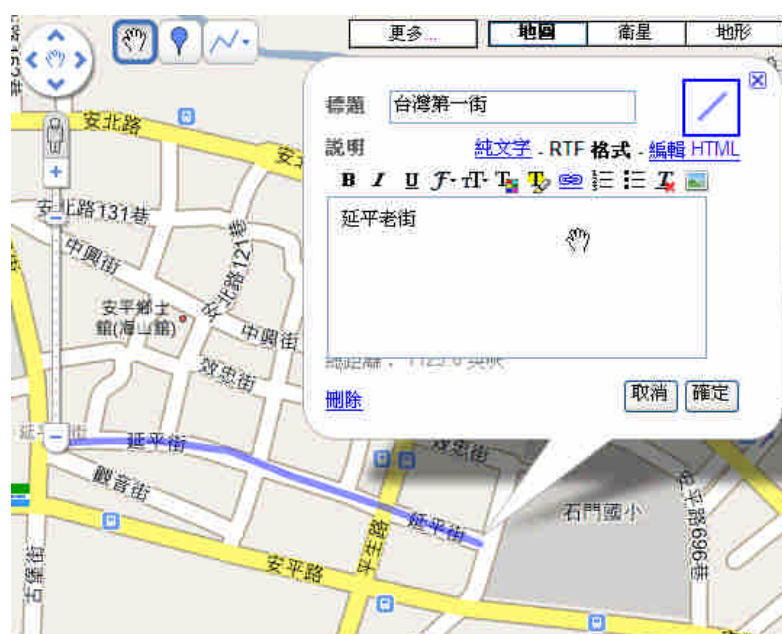 更多...
地圖
衛星
地形
標題
台灣第一街
說明
純文字 - RTF 格式 - 編輯 HTML
B I U
延平老街
刪除
取消
確定
安北路
安北路131巷
中興街
安北路121巷
安平鄉土
館(海山館)
中興街
效忠街
延平街
效忠街
觀音街
延平街
石門國小
安平路
平生路
古堡街
安平路696巷